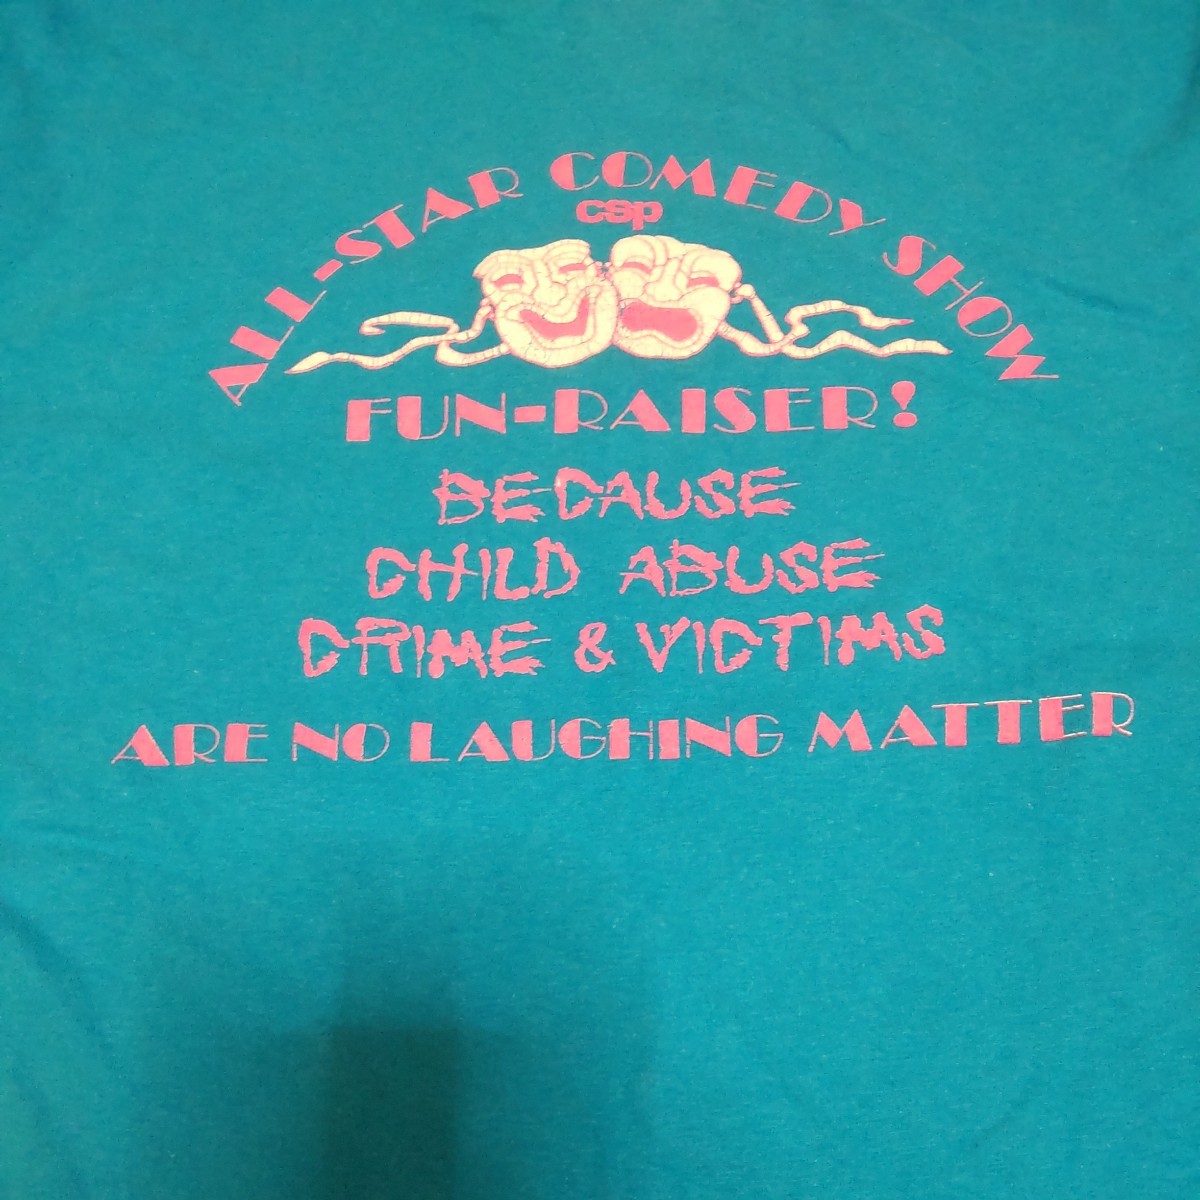 ALL-STAR COMEDY SHOW
csp
FUN-RAISER!
BECAUSE
CHILD ABUSE
CRIME & VICTIMS
ARE NO LAUGHING MATTER